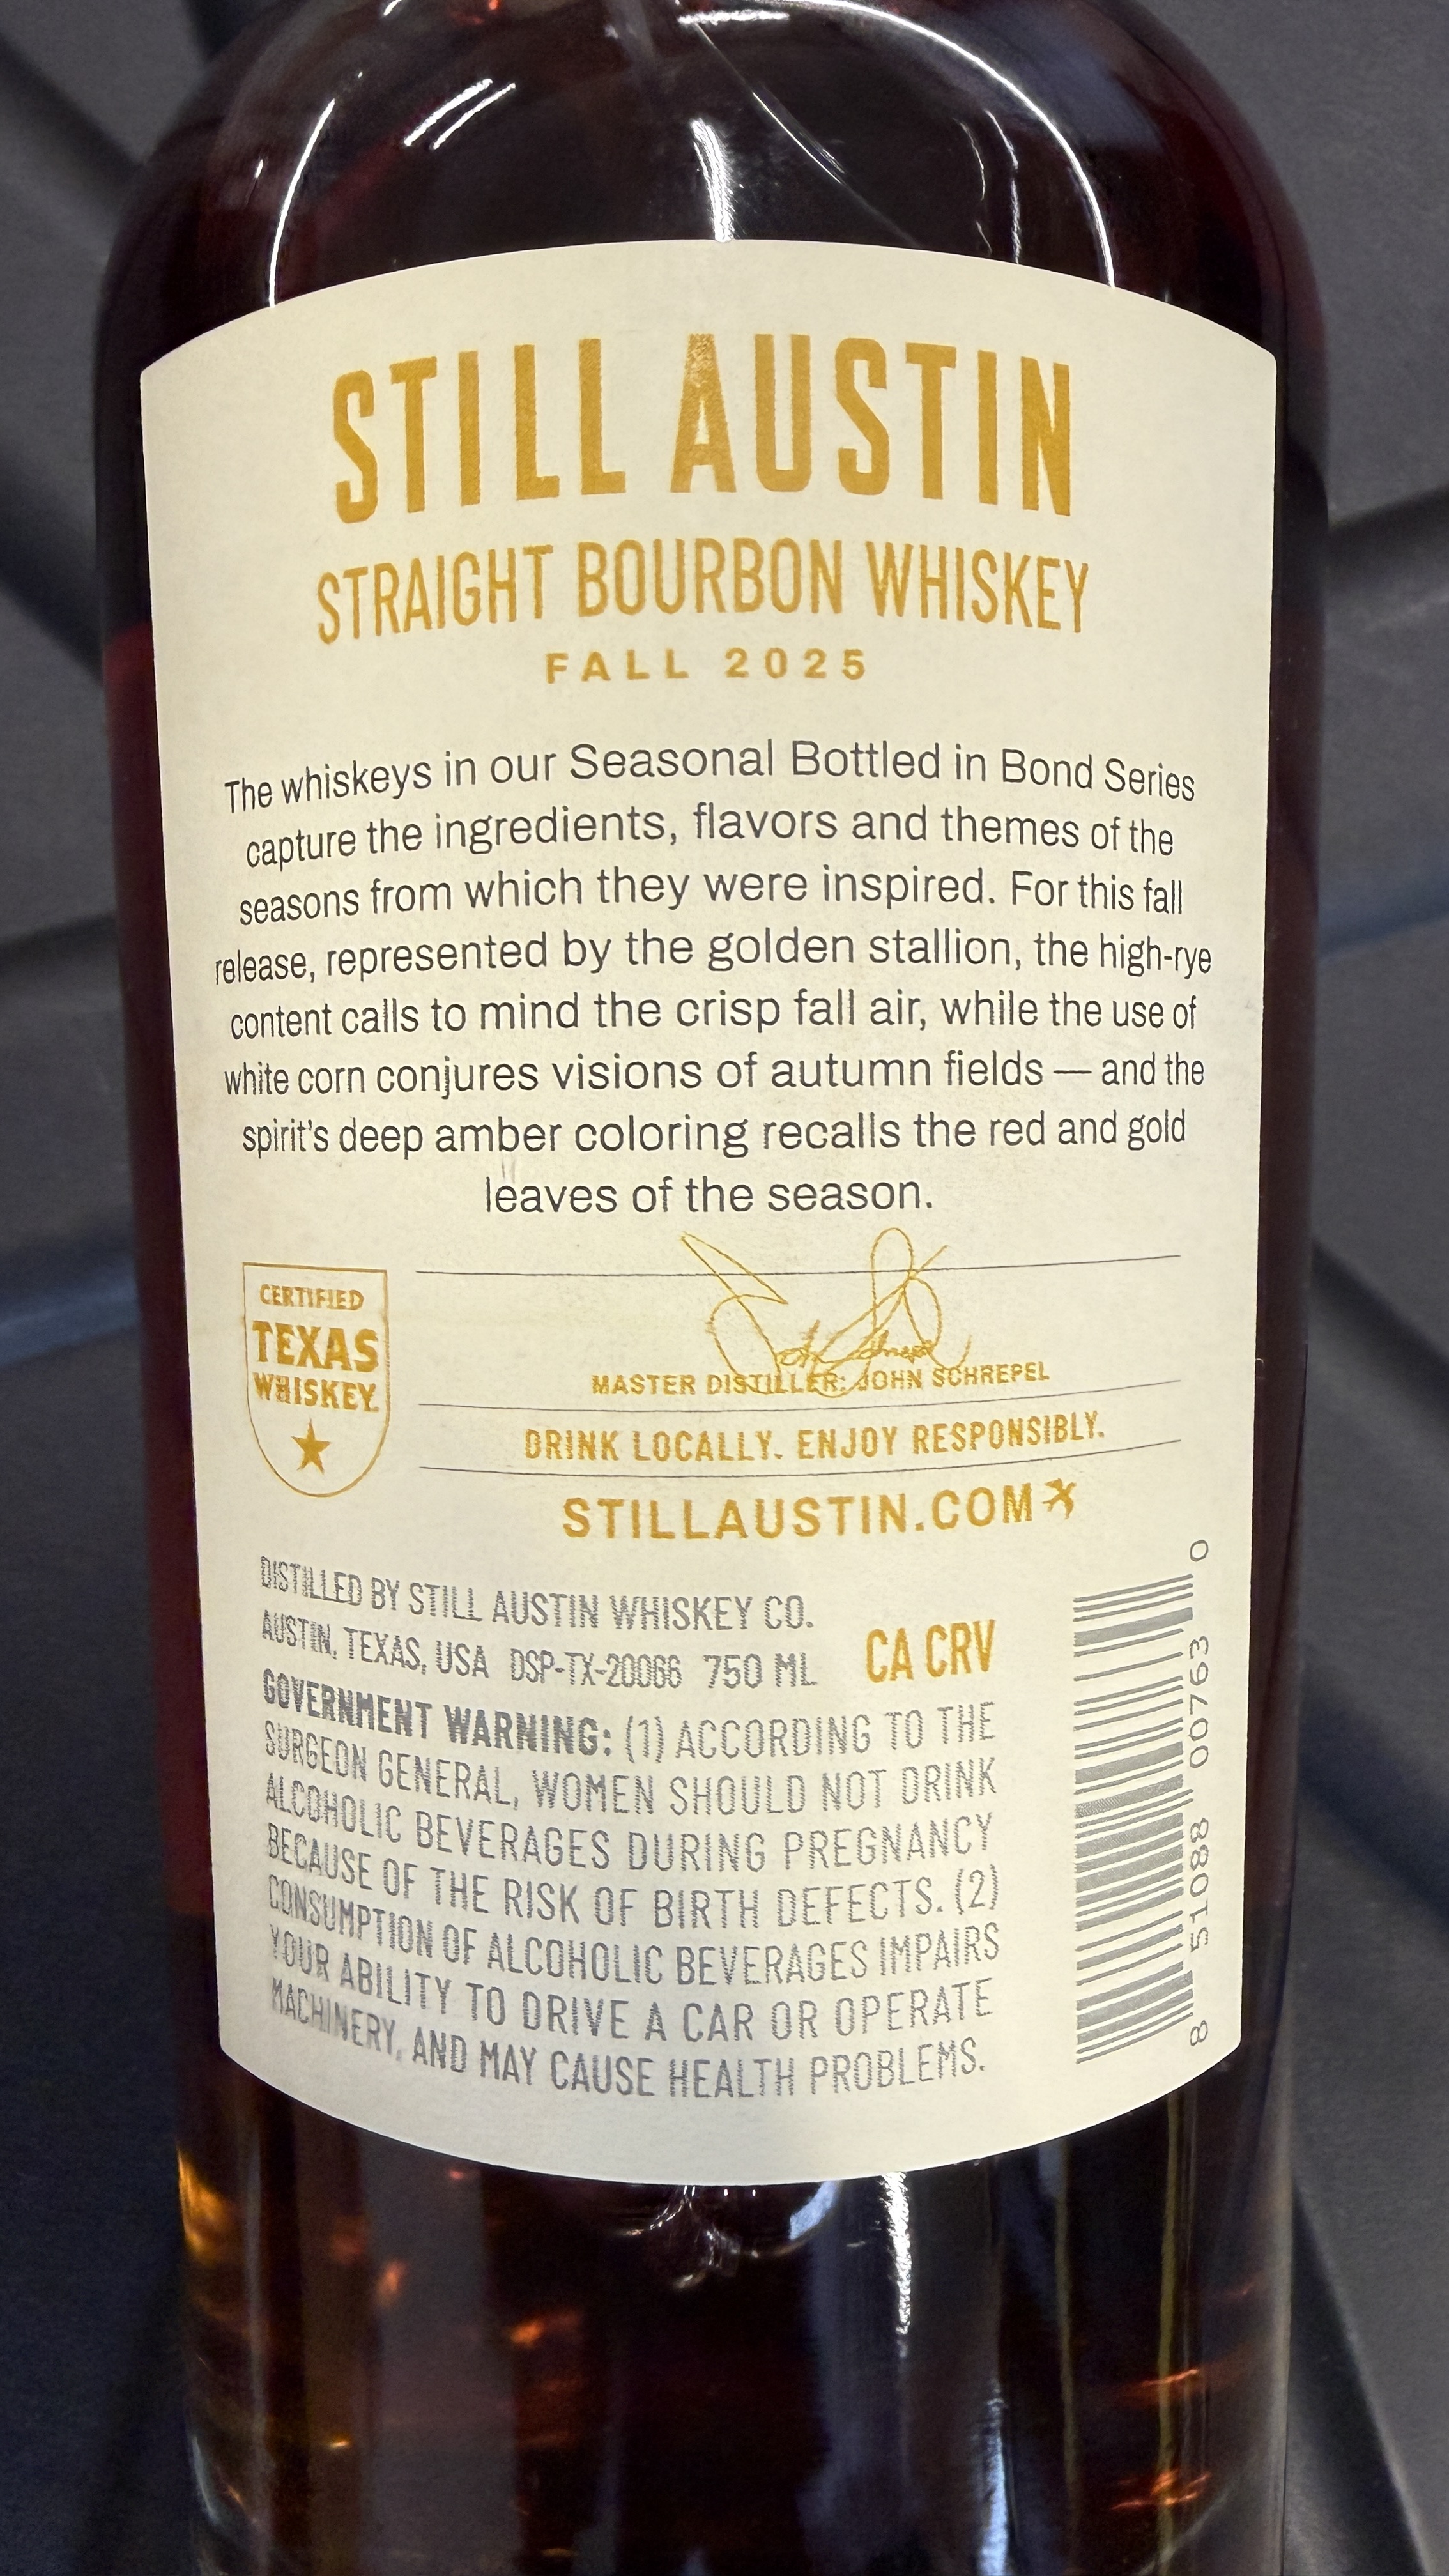 STILL AUSTIN
STRAIGHT BOURBON WHISKEY
FALL 2025
The whiskeys in our Seasonal Bottled in Bond Series
capture the ingredients, flavors and themes of the
seasons from which they were inspired. For this fall
release, represented by the golden stallion, the high-rye
content calls to mind the crisp fall air, while the use of
white corn conjures visions of autumn fields — and the
spirit's deep amber coloring recalls the red and gold
leaves of the season.
CERTIFIED
TEXAS
WHISKEY
MASTER DISTILLER: JOHN SCHREPEL
DRINK LOCALLY. ENJOY RESPONSIBLY.
STILLAUSTIN.COM
DISTILLED BY STILL AUSTIN WHISKEY CO.
AUSTIN, TEXAS, USA DSP-TX-20066 750 ML
CA CRV
GOVERNMENT WARNING: (1) ACCORDING TO THE
SURGEON GENERAL, WOMEN SHOULD NOT DRINK
ALCOHOLIC BEVERAGES DURING PREGNANCY
BECAUSE OF THE RISK OF BIRTH DEFECTS. (2)
CONSUMPTION OF ALCOHOLIC BEVERAGES IMPAIRS
YOUR ABILITY TO DRIVE A CAR OR OPERATE
MACHINERY, AND MAY CAUSE HEALTH PROBLEMS.
8 51088 00763 0